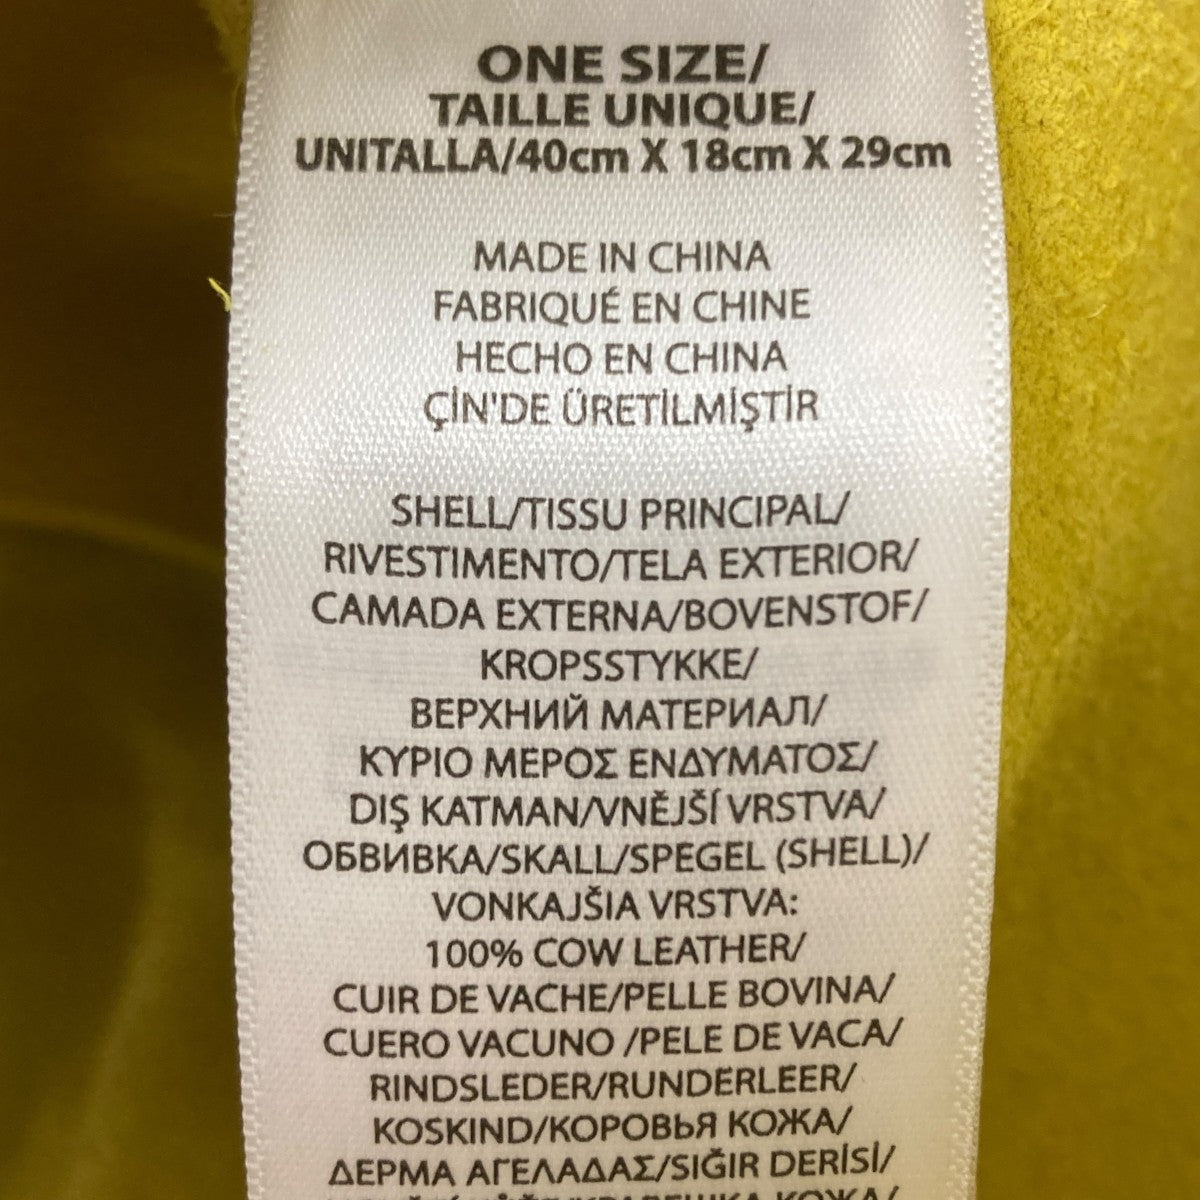 ONE SIZE/
TAILLE UNIQUE/
UNITALLA/40cm X 18cm X 29cm
MADE IN CHINA
FABRIQUÉ EN CHINE
HECHO EN CHINA
ÇİN'DE ÜRETİLMİŞTİR
SHELL/TISSU PRINCIPAL/
RIVESTIMENTO/TELA EXTERIOR/
CAMADA EXTERNA/BOVENSTOF/
KROPSSTYKKE/
ВЕРХНИЙ МАТЕРИАЛ/
ΚΥΡΙΟ ΜΕΡΟΣ ΕΝΔΥΜΑΤΟΣ/
DIŞ KATMAN/VNĚJŠÍ VRSTVA/
ОБВИВКА/SKALL/SPEGEL (SHELL)/
VONKAJŠIA VRSTVA:
100% COW LEATHER/
CUIR DE VACHE/PELLE BOVINA/
CUERO VACUNO /PELE DE VACA/
RINDSLEDER/RUNDERLEER/
KOSKIND/КОРОВЬЯ КОЖА/
ΔΕΡΜΑ ΑΓΕΛΑΔΑΣ/SIĞIR DERİSİ/